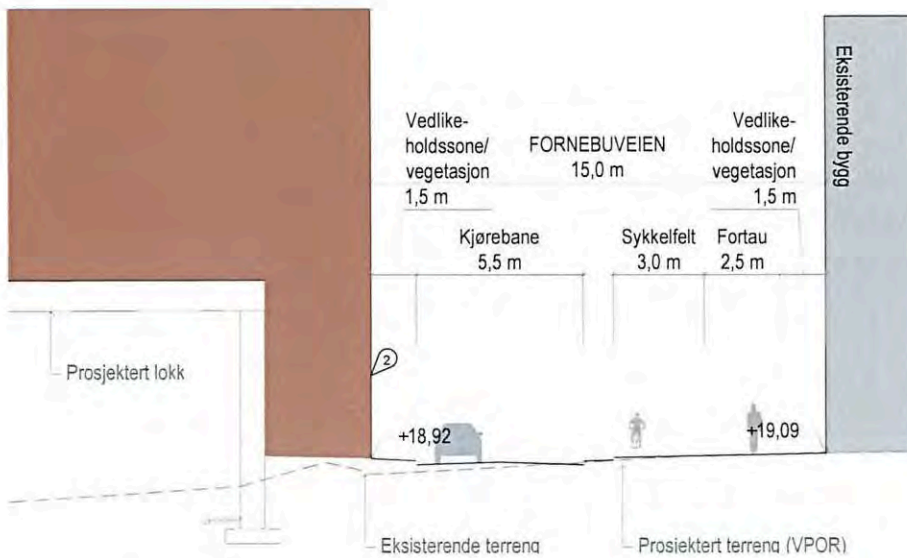 Eksisterende bygg
Vedlike-
holdssone/
vegetasjon
1,5 m
FORNEBUVEIEN
15,0 m
Vedlike-
holdssone/
vegetasjon
1,5 m
Kjørebane
5,5 m
Sykkelfelt
3,0 m
Fortau
2,5 m
2
Prosjektert lokk
+18,92
+19,09
Eksisterende terreng
Prosjektert terreng (VPOR)